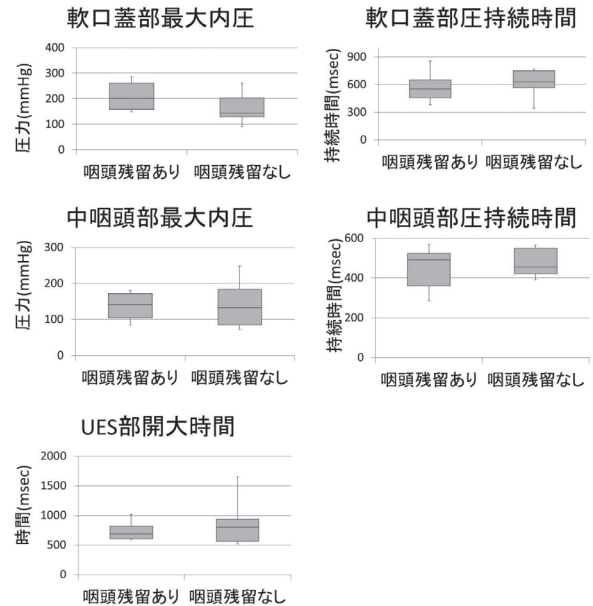 軟口蓋部最大内圧
圧力(mmHg)
400
300
200
100
0
咽頭残留あり 咽頭残留なし
軟口蓋部圧持続時間
持続時間(msec)
900
600
300
0
咽頭残留あり 咽頭残留なし
中咽頭部最大内圧
圧力(mmHg)
300
200
100
0
咽頭残留あり 咽頭残留なし
中咽頭部圧持続時間
持続時間(msec)
600
400
200
0
咽頭残留あり 咽頭残留なし
UES部開大時間
時間(msec)
2000
1500
1000
500
0
咽頭残留あり 咽頭残留なし